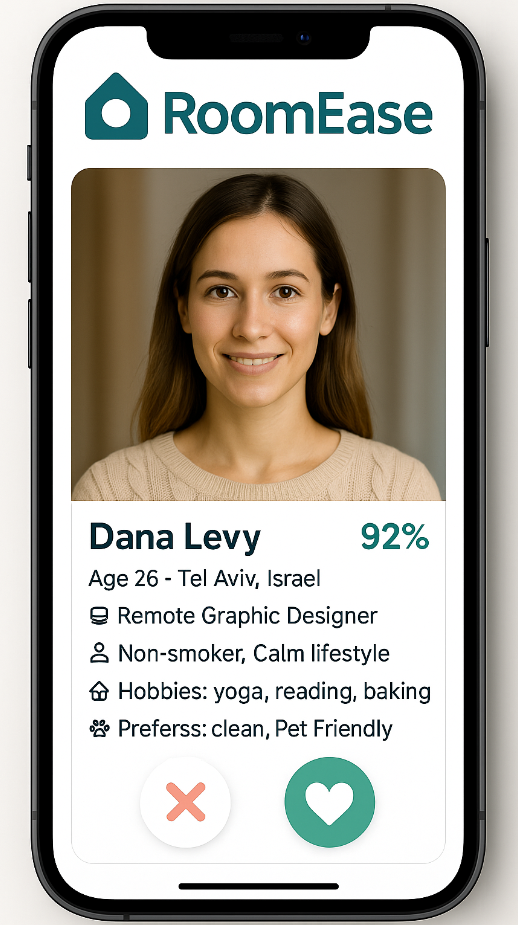 RoomEase
Dana Levy 92%
Age 26 - Tel Aviv, Israel
Remote Graphic Designer
Non-smoker, Calm lifestyle
Hobbies: yoga, reading, baking
Preferss: clean, Pet Friendly